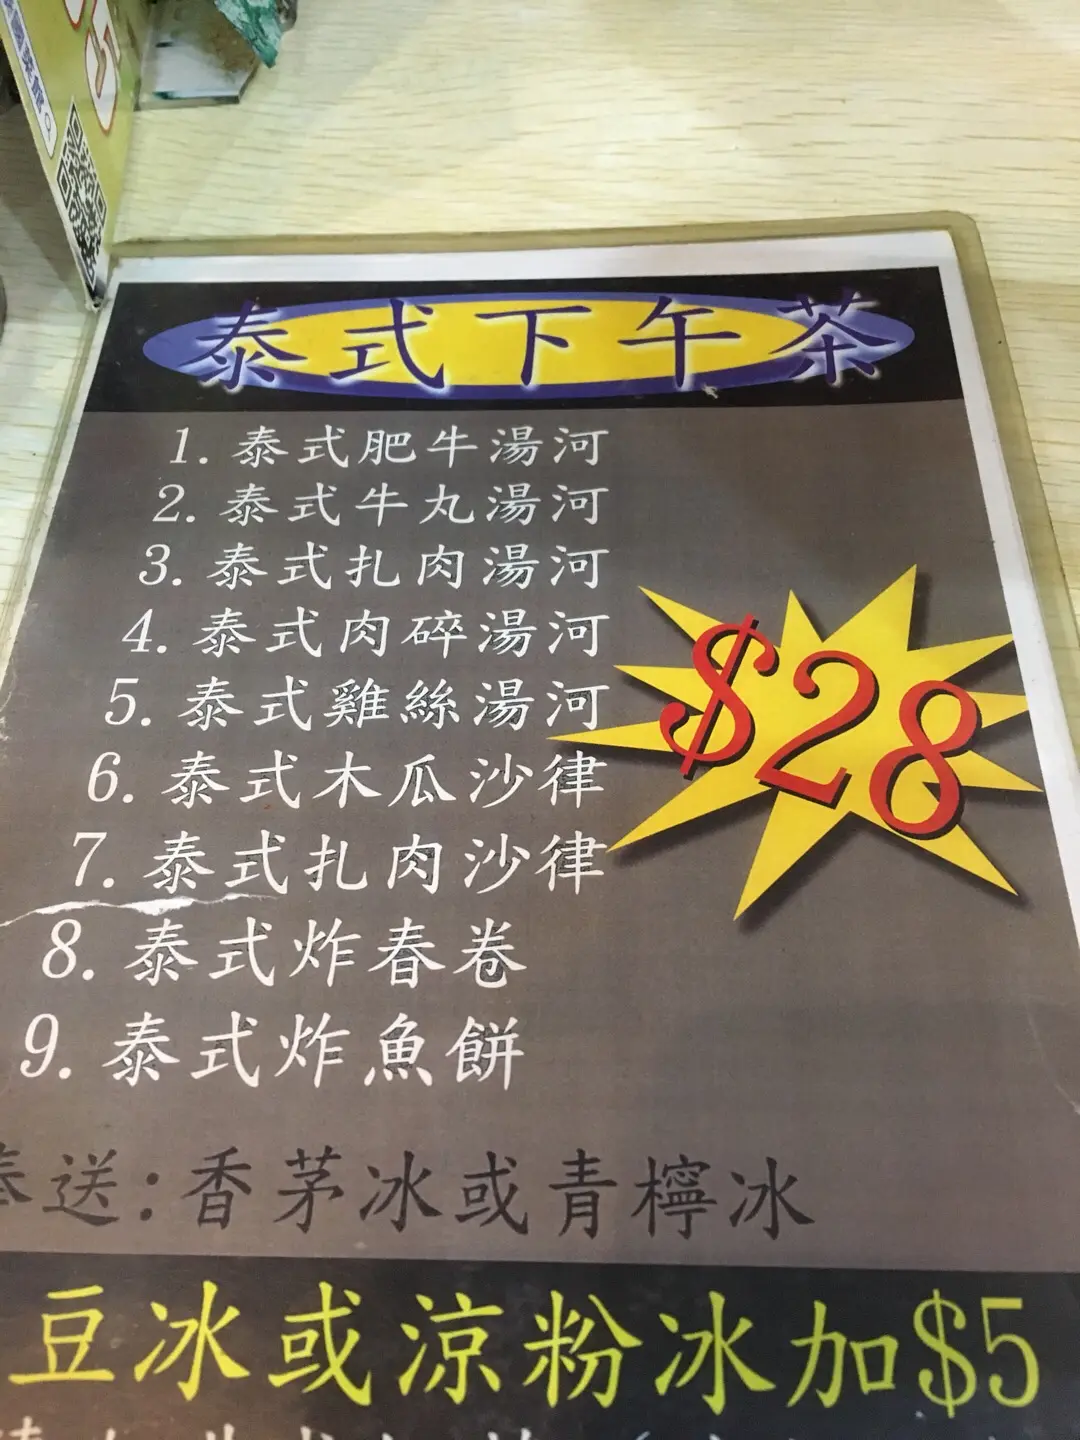 泰式下午茶
1. 泰式肥牛湯河
2. 泰式牛丸湯河
3. 泰式扎肉湯河
4. 泰式肉碎湯河
5. 泰式雞絲湯河
6. 泰式木瓜沙律
7. 泰式扎肉沙律
8. 泰式炸春卷
9. 泰式炸魚餅
$28
奉送:香茅冰或青檸冰
豆冰或涼粉冰加$5